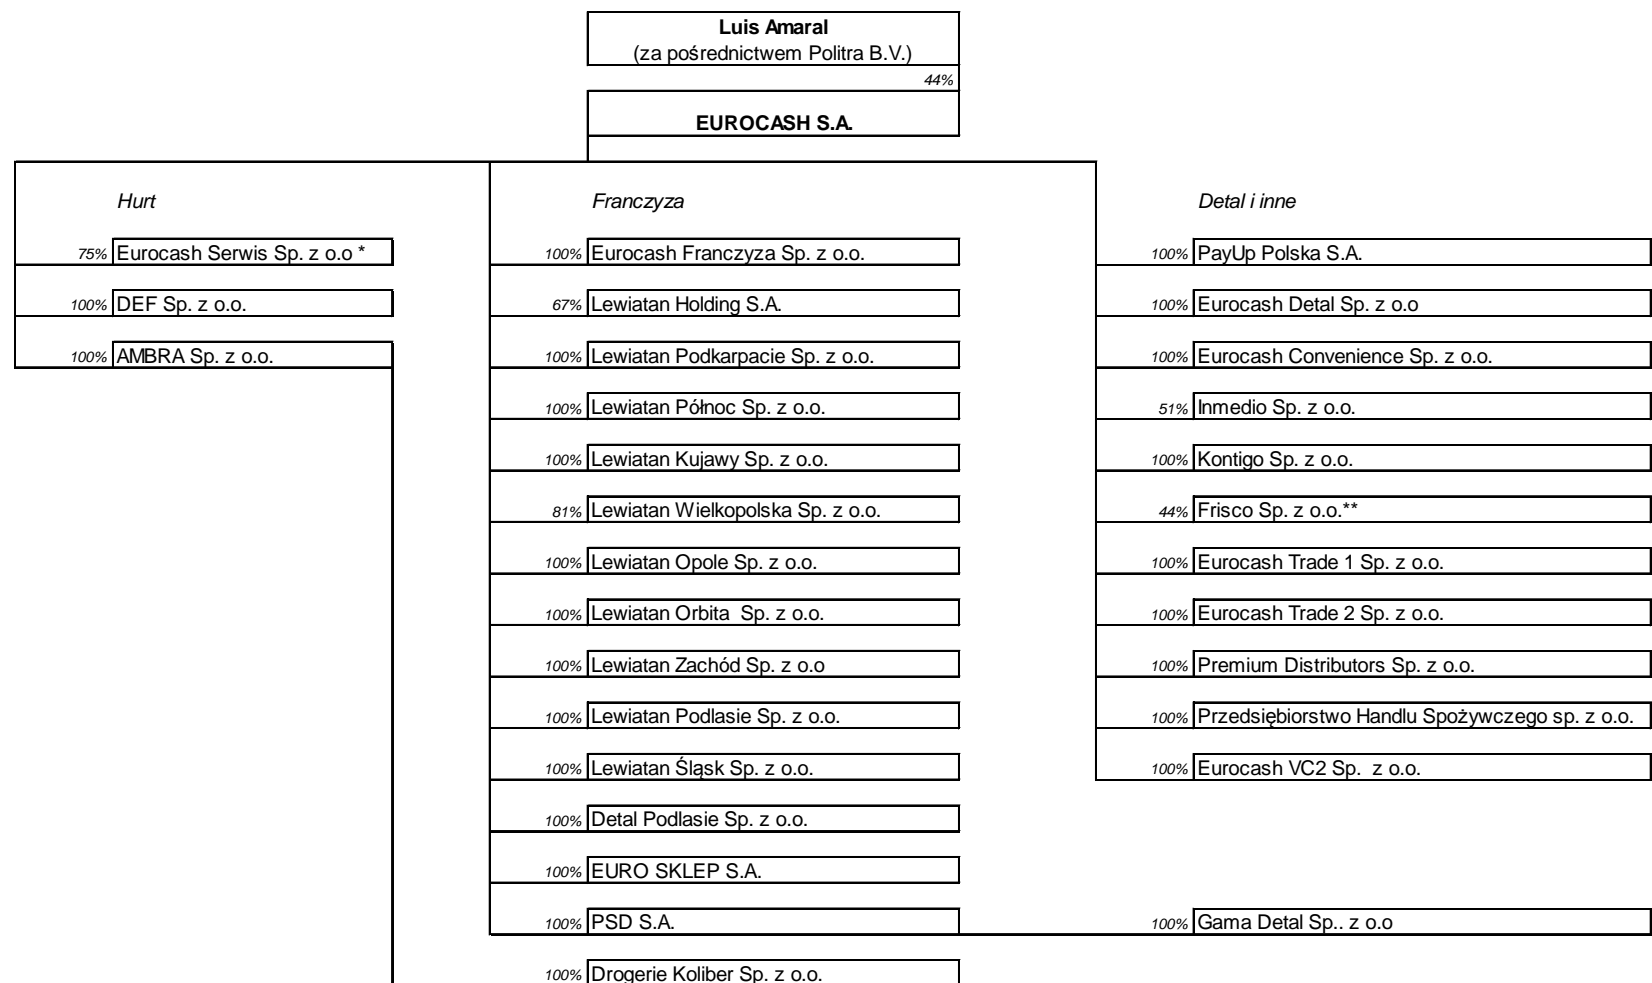 Luis Amaral
(za pośrednictwem Politra B.V.)
44%
EUROCASH S.A.
Hurt
75% Eurocash Serwis Sp. z o.o *
100% DEF Sp. z o.o.
100% AMBRA Sp. z o.o.
Franczyza
100% Eurocash Franczyza Sp. z o.o.
67% Lewiatan Holding S.A.
100% Lewiatan Podkarpacie Sp. z o.o.
100% Lewiatan Północ Sp. z o.o.
100% Lewiatan Kujawy Sp. z o.o.
81% Lewiatan Wielkopolska Sp. z o.o.
100% Lewiatan Opole Sp. z o.o.
100% Lewiatan Orbita Sp. z o.o.
100% Lewiatan Zachód Sp. z o.o
100% Lewiatan Podlasie Sp. z o.o.
100% Lewiatan Śląsk Sp. z o.o.
100% Detal Podlasie Sp. z o.o.
100% EURO SKLEP S.A.
100% PSD S.A.
100% Drogerie Koliber Sp. z o.o.
Detal i inne
100% PayUp Polska S.A.
100% Eurocash Detal Sp. z o.o
100% Eurocash Convenience Sp. z o.o.
51% Inmedio Sp. z o.o.
100% Kontigo Sp. z o.o.
44% Frisco Sp. z o.o.**
100% Eurocash Trade 1 Sp. z o.o.
100% Eurocash Trade 2 Sp. z o.o.
100% Premium Distributors Sp. z o.o.
100% Przedsiębiorstwo Handlu Spożywczego sp. z o.o.
100% Eurocash VC2 Sp. z o.o.
100% Gama Detal Sp.. z o.o